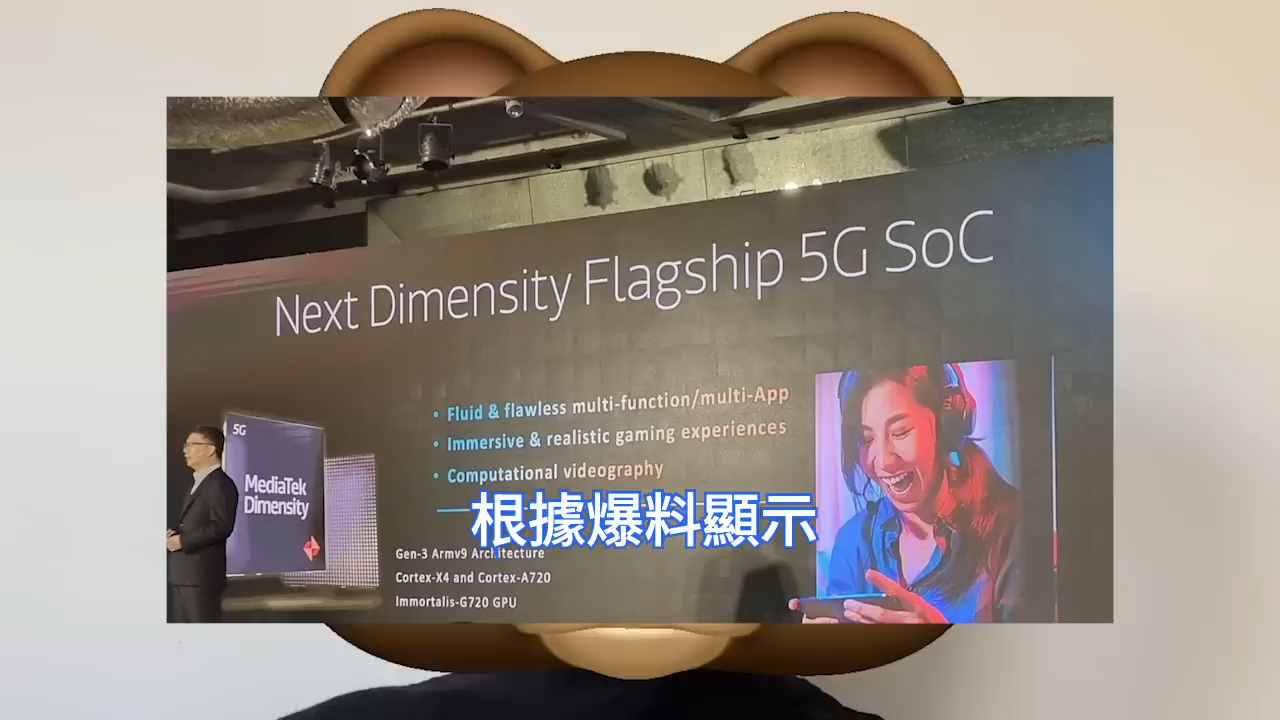 Next Dimensity Flagship 5G SoC
• Fluid & flawless multi-function/multi-App
• Immersive & realistic gaming experiences
• Computational videography
5G
MediaTek
Dimensity
根據爆料顯示
Gen-3 Armv9 Architecture
Cortex-X4 and Cortex-A720
Immortalis-G720 GPU